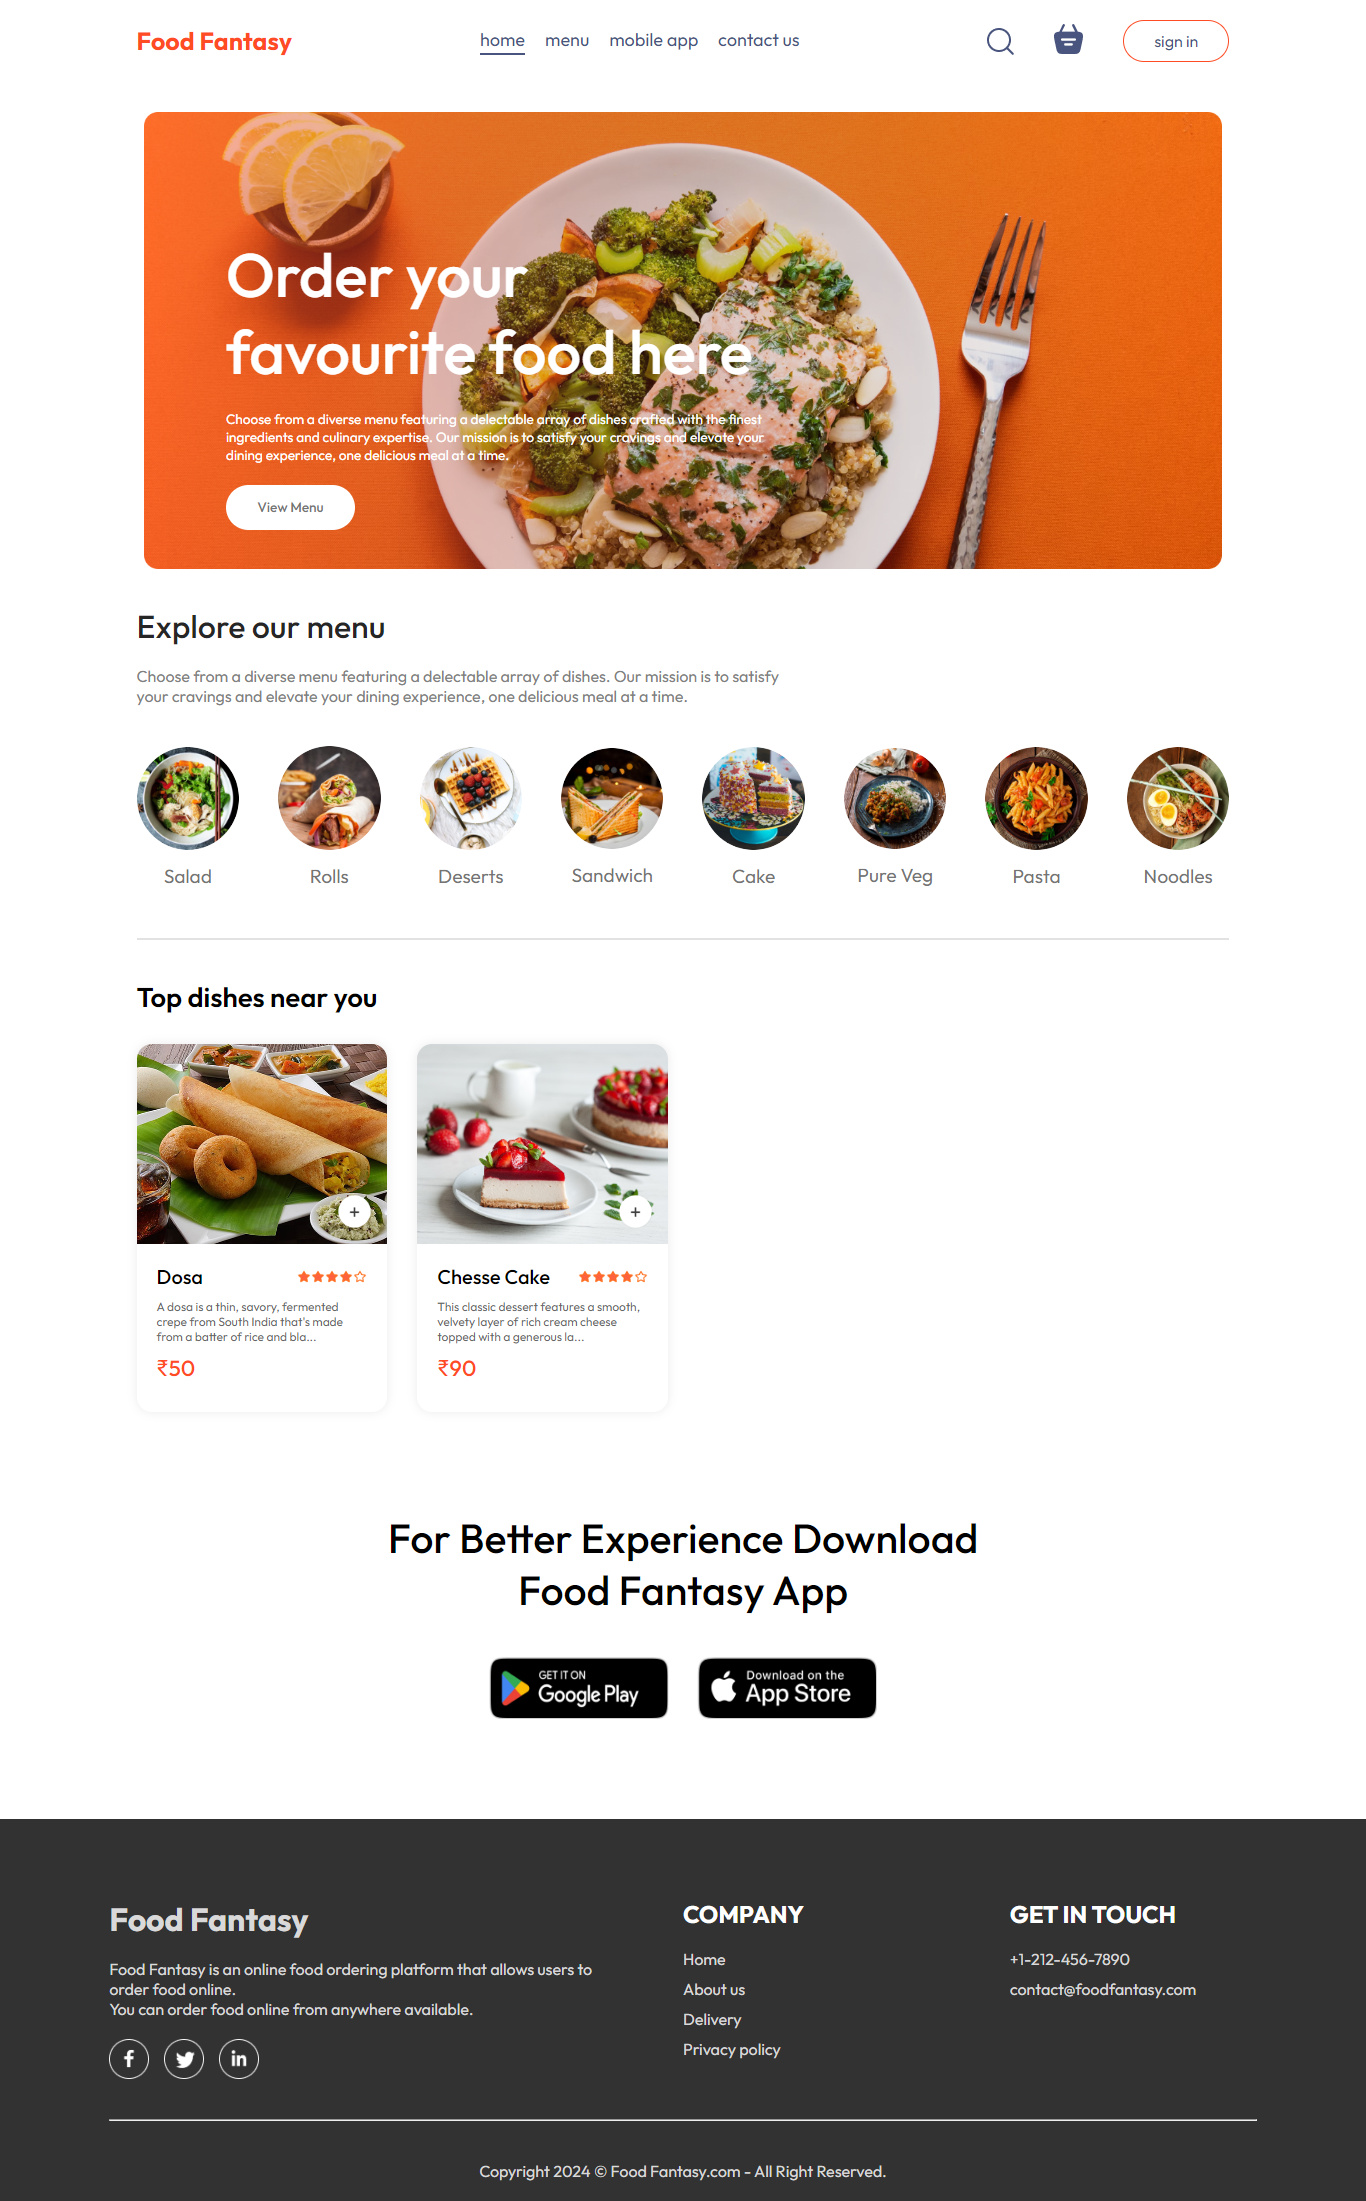 Food Fantasy
home menu mobile app contact us
sign in
Order your
favourite food here
Choose from a diverse menu featuring a delectable array of dishes crafted with the finest
ingredients and culinary expertise. Our mission is to satisfy your cravings and elevate your
dining experience, one delicious meal at a time.
View Menu
Explore our menu
Choose from a diverse menu featuring a delectable array of dishes. Our mission is to satisfy
your cravings and elevate your dining experience, one delicious meal at a time.
Salad Rolls Deserts Sandwich Cake Pure Veg Pasta Noodles
Top dishes near you
+
Dosa
A dosa is a thin, savory, fermented
crepe from South India that's made
from a batter of rice and bla...
₹50
+
Chesse Cake
This classic dessert features a smooth,
velvety layer of rich cream cheese
topped with a generous la...
₹90
For Better Experience Download
Food Fantasy App
GET IT ON
Google Play
Download on the
App Store
Food Fantasy
Food Fantasy is an online food ordering platform that allows users to
order food online.
You can order food online from anywhere available.
f in
COMPANY
Home
About us
Delivery
Privacy policy
GET IN TOUCH
+1-212-456-7890
contact@foodfantasy.com
Copyright 2024 © Food Fantasy.com - All Right Reserved.